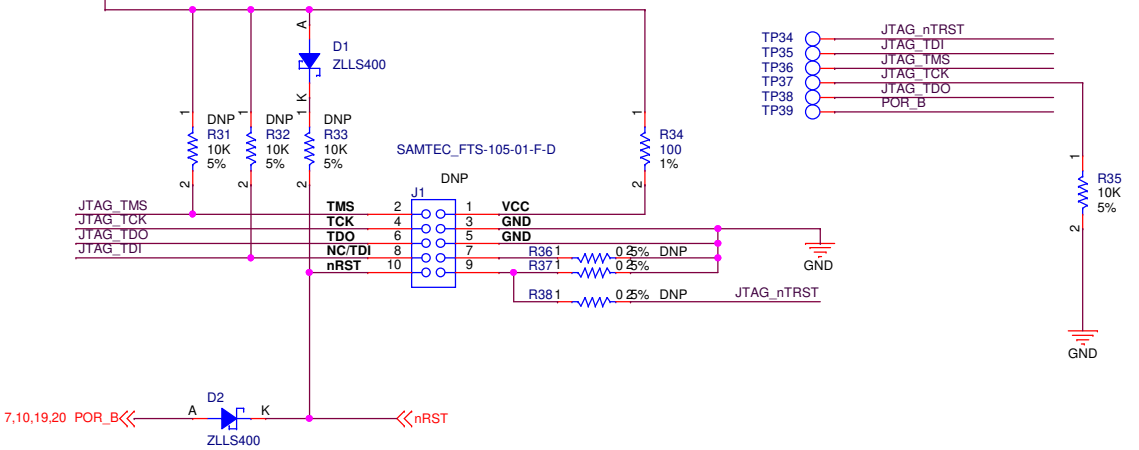 A
D1
ZLLS400
K
TP34 JTAG_nTRST
TP35 JTAG_TDI
TP36 JTAG_TMS
TP37 JTAG_TCK
TP38 JTAG_TDO
TP39 POR_B
1 DNP
R31
10K
5%
2
1 DNP
R32
10K
5%
2
1 DNP
R33
10K
5%
2
1
R34
100
1%
2
1
R35
10K
5%
2
GND
SAMTEC_FTS-105-01-F-D
DNP
J1
JTAG_TMS TMS 2 1 VCC
JTAG_TCK TCK 4 3 GND
JTAG_TDO TDO 6 5 GND
JTAG_TDI NC/TDI 8 7 R36 1 0 2 5% DNP
nRST 10 9 R37 1 0 2 5%
GND
R38 1 0 2 5% DNP JTAG_nTRST
D2
7,10,19,20 POR_B A K nRST
ZLLS400